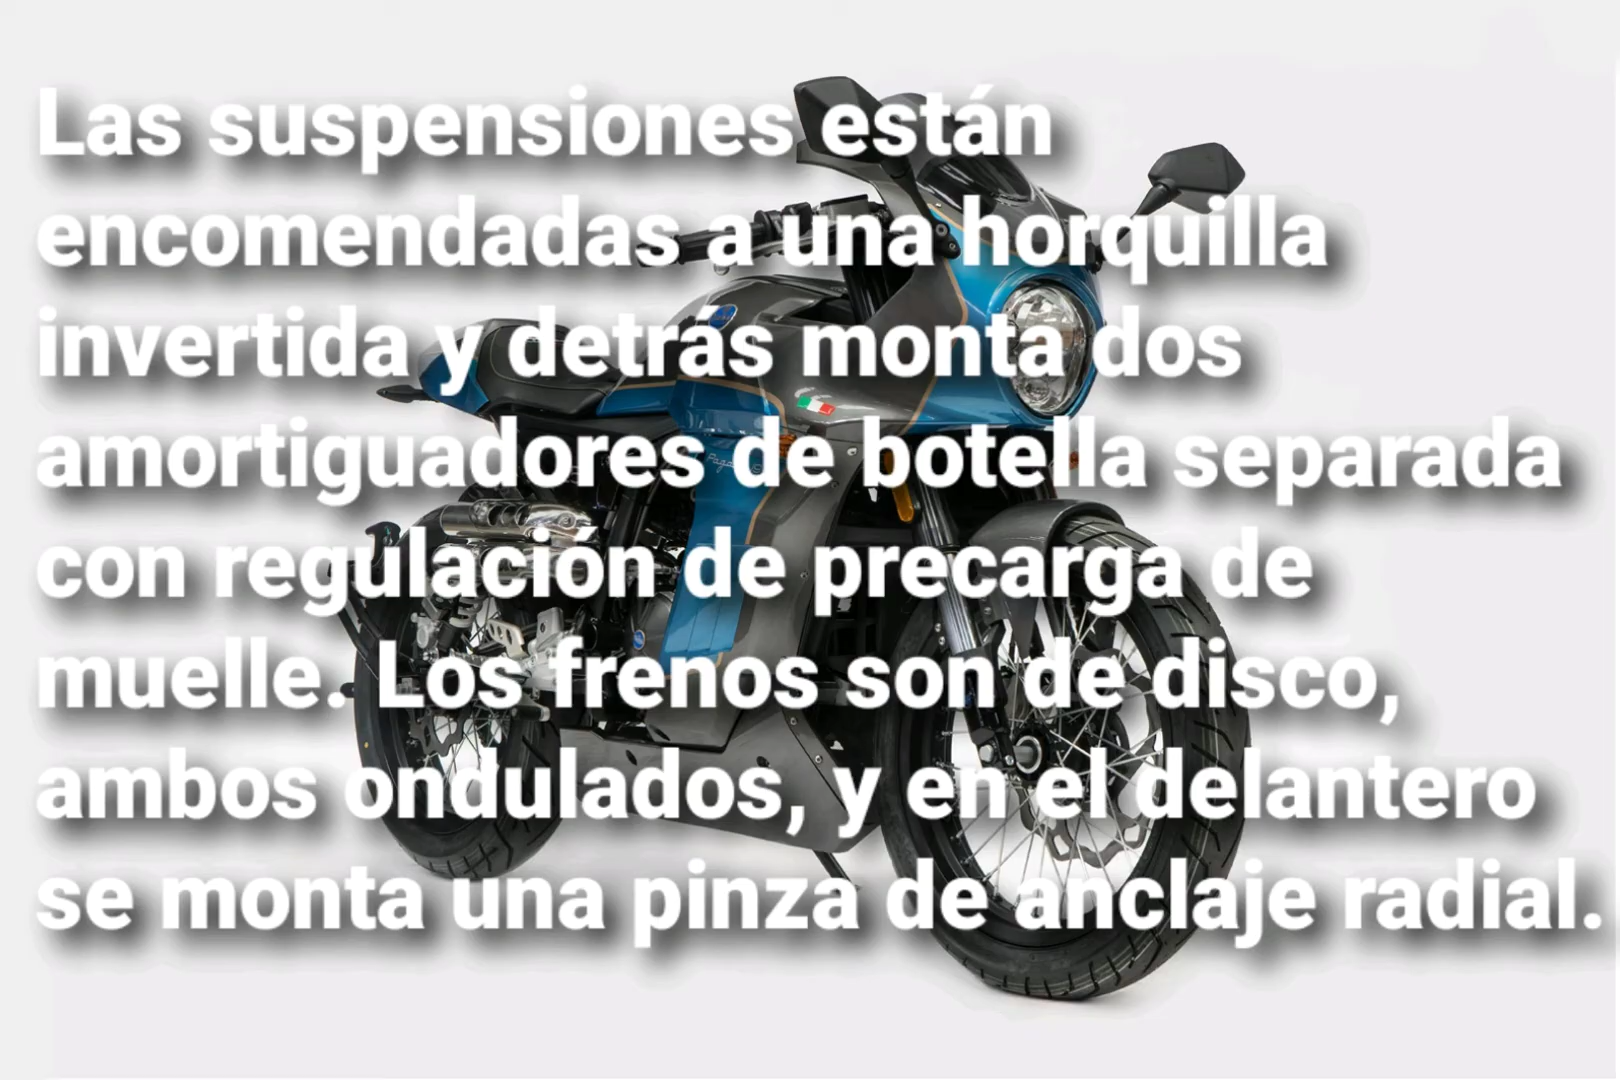 Las suspensiones están
encomendadas a una horquilla
invertida y detrás monta dos
amortiguadores de botella separada
con regulación de precarga de
muelle. Los frenos son de disco,
ambos ondulados, y en el delantero
se monta una pinza de anclaje radial.